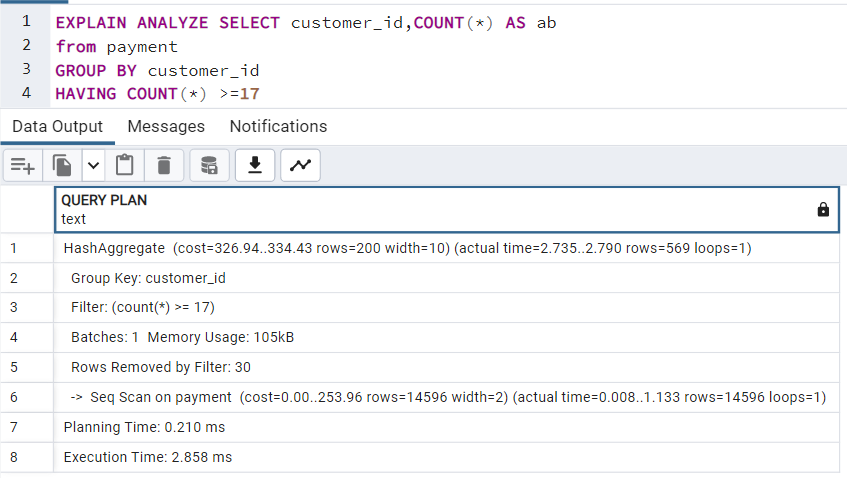 1 EXPLAIN ANALYZE SELECT customer_id,COUNT(*) AS ab
2 from payment
3 GROUP BY customer_id
4 HAVING COUNT(*) >=17
Data Output Messages Notifications
QUERY PLAN
text
1 HashAggregate (cost=326.94..334.43 rows=200 width=10) (actual time=2.735..2.790 rows=569 loops=1)
2 Group Key: customer_id
3 Filter: (count(*) >= 17)
4 Batches: 1 Memory Usage: 105kB
5 Rows Removed by Filter: 30
6 -> Seq Scan on payment (cost=0.00..253.96 rows=14596 width=2) (actual time=0.008..1.133 rows=14596 loops=1)
7 Planning Time: 0.210 ms
8 Execution Time: 2.858 ms